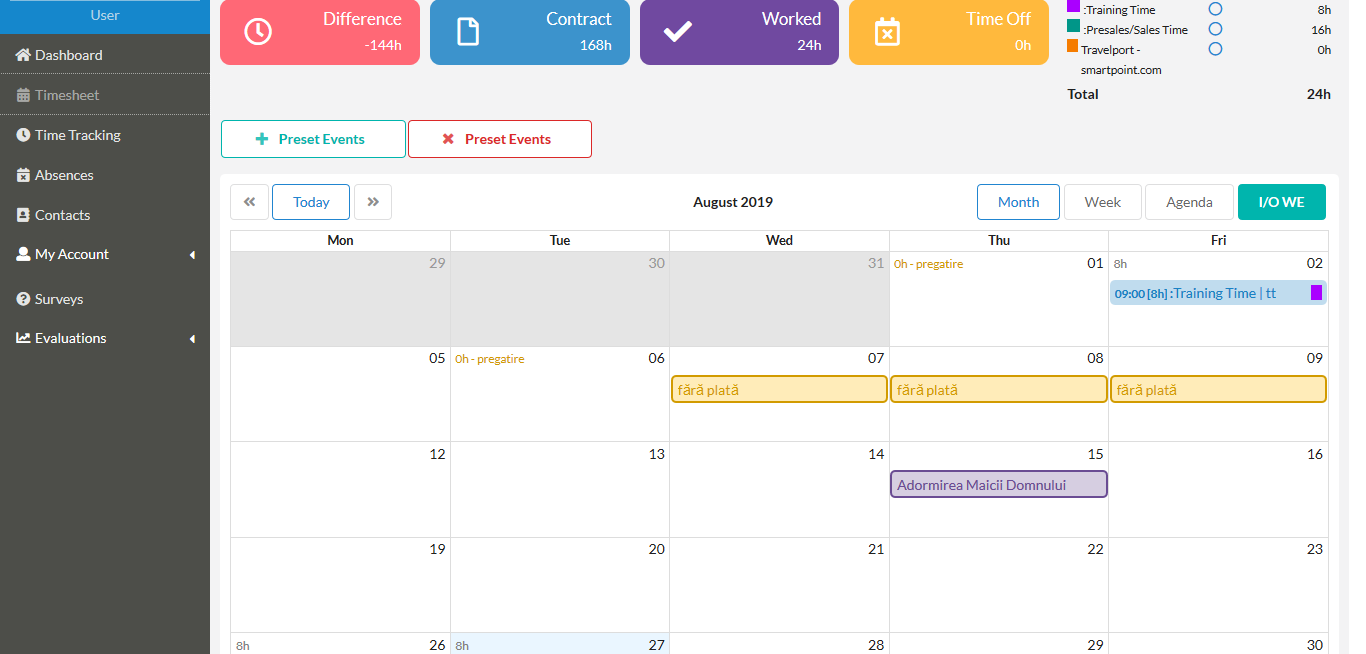 User
Dashboard
Timesheet
Time Tracking
Absences
Contacts
My Account
Surveys
Evaluations
Difference
-144h
Contract
168h
Worked
24h
Time Off
0h
:Training Time 8h
:Presales/Sales Time 16h
Travelport - 0h
smartpoint.com
Total 24h
Preset Events
Preset Events
Today
August 2019
Month
Week
Agenda
I/O WE
Mon Tue Wed Thu Fri
29 30 31 0h - pregatire 01 8h 02
09:00 [8h] :Training Time | tt
05 0h - pregatire 06 07 08 09
fără plată fără plată fără plată
12 13 14 15 16
Adormirea Maicii Domnului
19 20 21 22 23
8h 26 8h 27 28 29 30